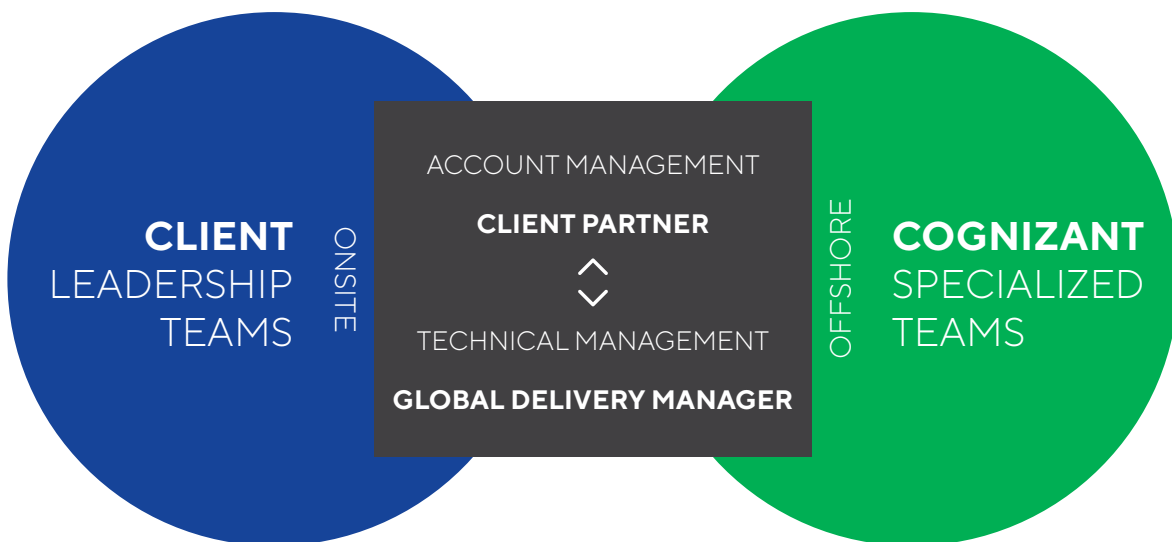 CLIENT
LEADERSHIP
TEAMS
ONSITE
ACCOUNT MANAGEMENT
CLIENT PARTNER
TECHNICAL MANAGEMENT
GLOBAL DELIVERY MANAGER
OFFSHORE
COGNIZANT
SPECIALIZED
TEAMS